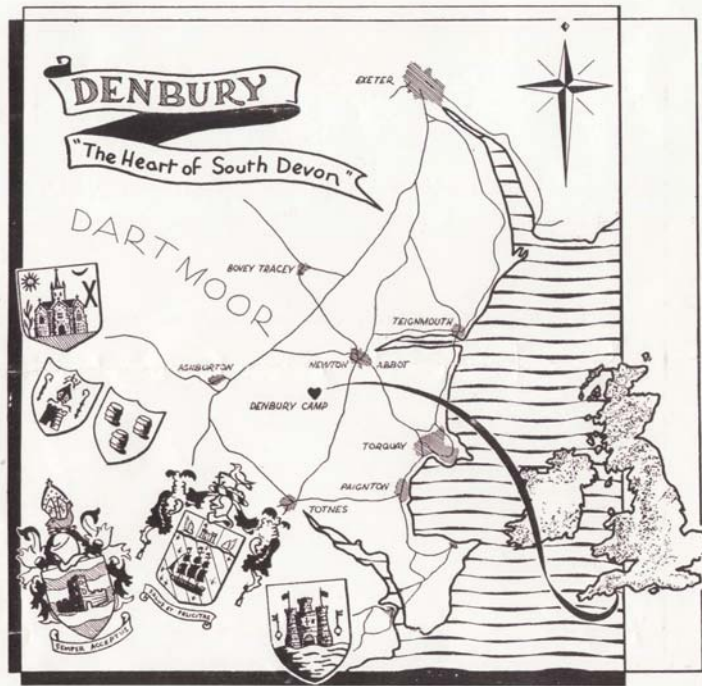 DENBURY
"The Heart of South Devon"
EXETER
DARTMOOR
BOVEY TRACEY
TEIGNMOUTH
ASHBURTON
NEWTON ABBOT
DENBURY CAMP
TORQUAY
PAIGNTON
TOTNES
SALUS ET FELICITAS
SEMPER ACCEPTUS